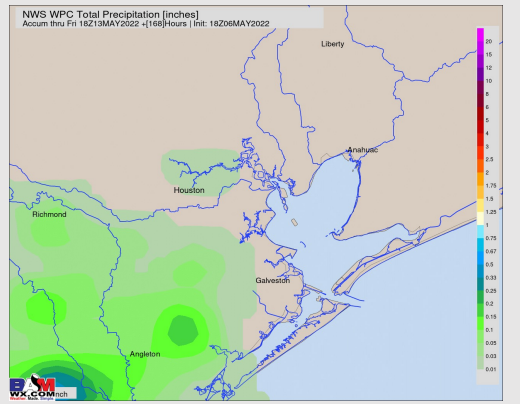 NWS WPC Total Precipitation [inches]
Accum thru Fri 18Z13MAY2022 +[168]Hours | Init: 18Z06MAY2022
Liberty
Anahuac
Houston
Richmond
Galveston
Angleton
20
15
12
10
8
6
5
4
3
2.5
2
1.75
1.5
1.25
1
0.75
0.67
0.5
0.33
0.25
0.2
0.15
0.1
0.05
0.03
0.01
BAM
WX.COM
Weather Made Simple
nch